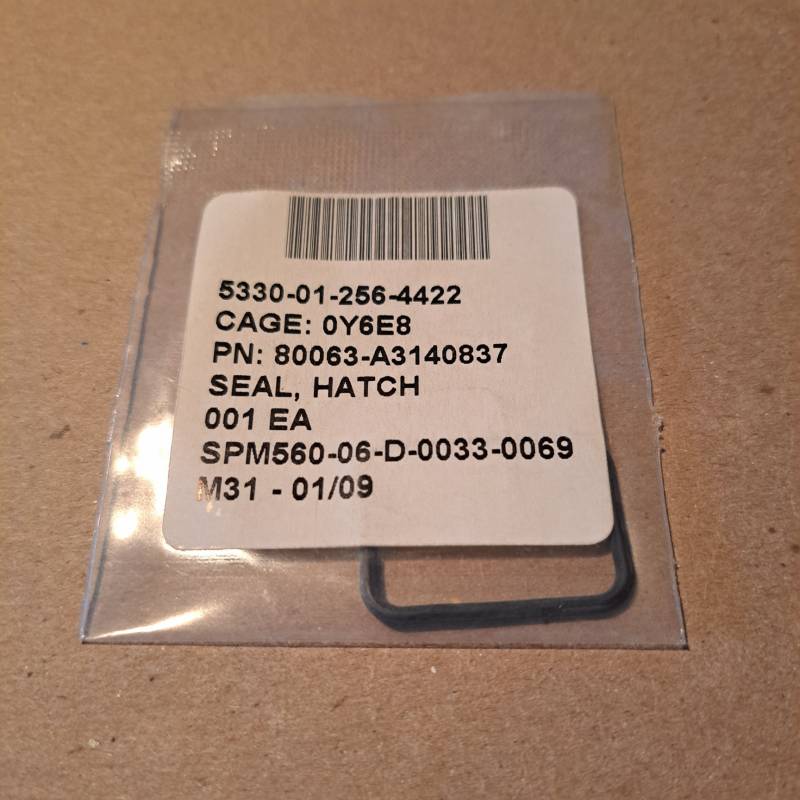 5330-01-256-4422
CAGE: 0Y6E8
PN: 80063-A3140837
SEAL, HATCH
001 EA
SPM560-06-D-0033-0069
M31 - 01/09